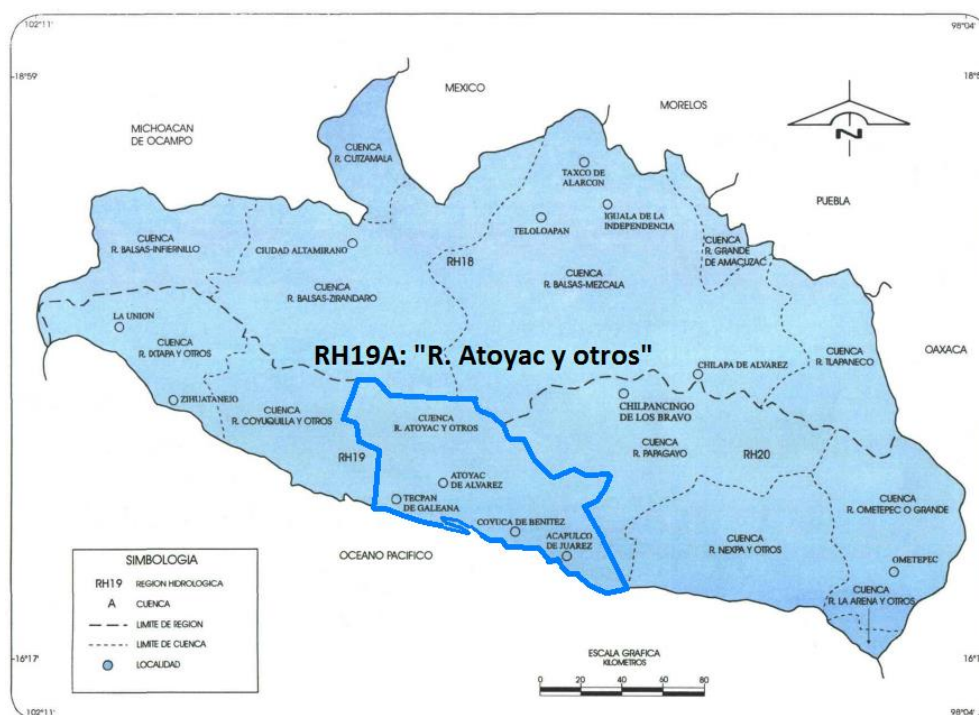 102°11'
98°04'
18°59'
18°5
MEXICO
MORELOS
MICHOACAN
DE OCAMPO
PUEBLA
N
CUENCA
R. CUTZAMALA
TAXCO DE
ALARCON
IGUALA DE LA
INDEPENDENCIA
TELOLOAPAN
CUENCA
R. BALSAS-INFIERNILLO
CIUDAD ALTAMIRANO
CUENCA
R. GRANDE
DE AMACUZAC
RH18
CUENCA
R. BALSAS-ZIRANDARO
CUENCA
R. BALSAS-MEZCALA
LA UNION
CUENCA
R. IXTAPA Y OTROS
RH19A: "R. Atoyac y otros"
CHILAPA DE ALVAREZ
CUENCA
R. TLAPANECO
OAXACA
ZIHUATANEJO
CUENCA
R. COYUQUILLA Y OTROS
CUENCA
R. ATOYAC Y OTROS
CHILPANCINGO
DE LOS BRAVO
CUENCA
R. PAPAGAYO
RH19
RH20
ATOYAC
DE ALVAREZ
TECPAN
DE GALEANA
CUENCA
R. OMETEPEC O GRANDE
COYUCA DE BENITEZ
ACAPULCO
DE JUAREZ
CUENCA
R. NEXPA Y OTROS
OCEANO PACIFICO
OMETEPEC
CUENCA
R. LA ARENA Y OTROS
SIMBOLOGIA
RH19 REGION HIDROLOGICA
A CUENCA
LIMITE DE REGION
LIMITE DE CUENCA
LOCALIDAD
ESCALA GRAFICA
KILOMETROS
0 20 40 60 80
16°17'
16°1
102°11'
98°04'